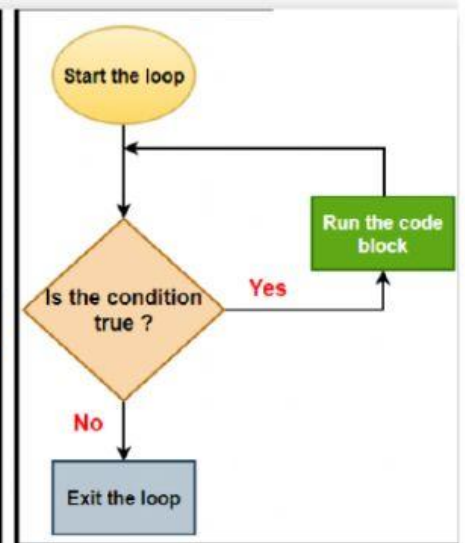 Start the loop
Run the code
block
Is the condition
true ?
Yes
No
Exit the loop